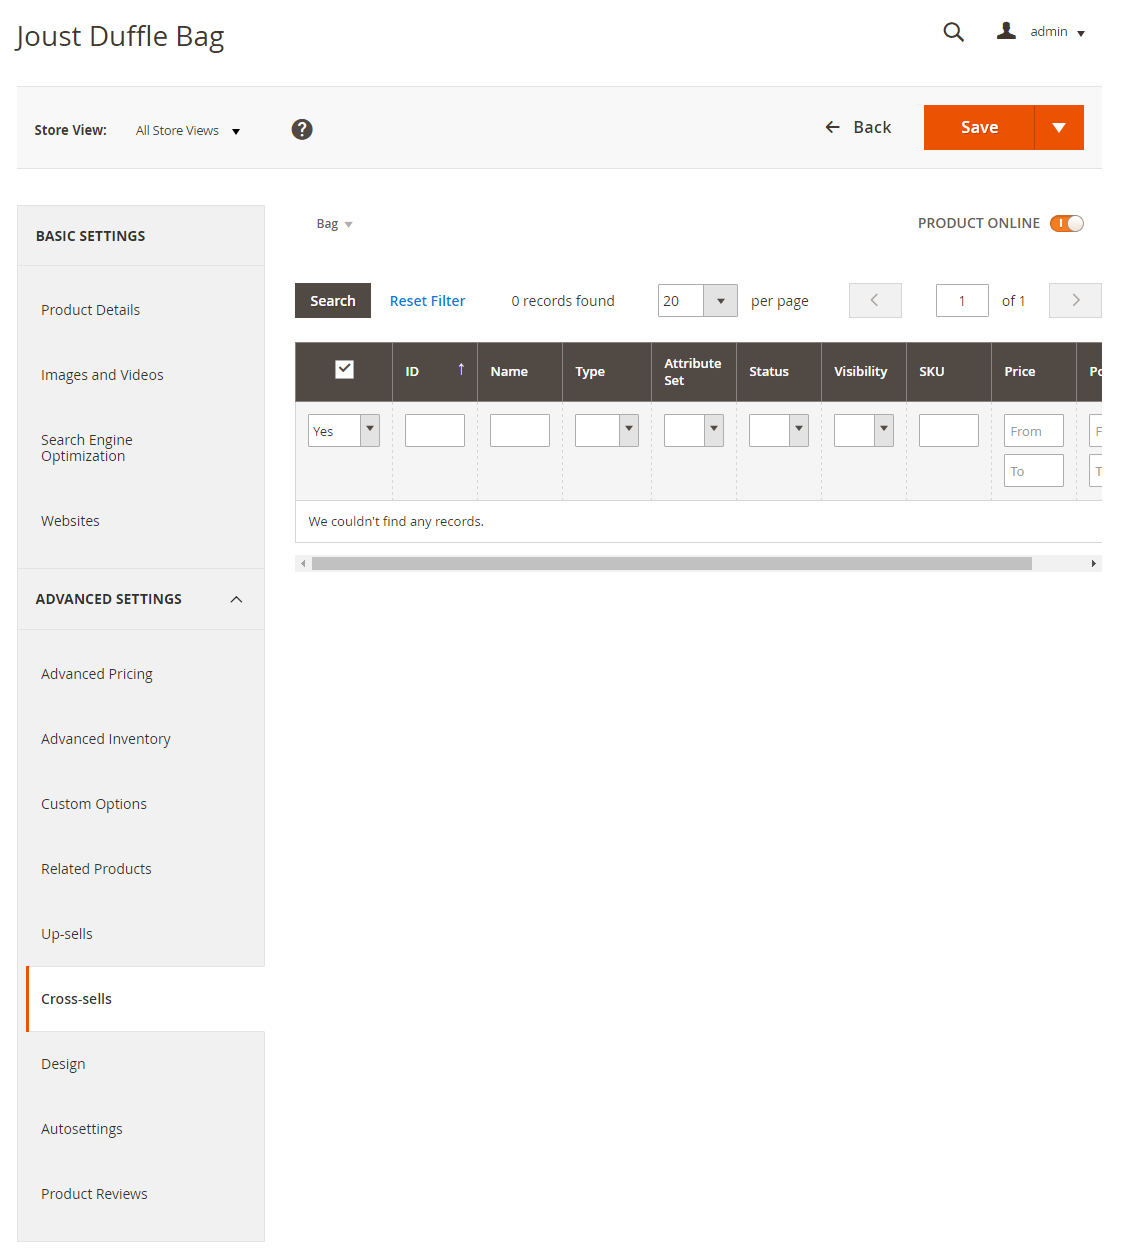 Joust Duffle Bag
admin
Store View: All Store Views
?
Back
Save
BASIC SETTINGS
Product Details
Images and Videos
Search Engine
Optimization
Websites
ADVANCED SETTINGS
Advanced Pricing
Advanced Inventory
Custom Options
Related Products
Up-sells
Cross-sells
Design
Autosettings
Product Reviews
Bag
PRODUCT ONLINE
Search Reset Filter 0 records found 20 per page 1 of 1
ID Name Type Attribute Set Status Visibility SKU Price
Yes From
To
We couldn't find any records.